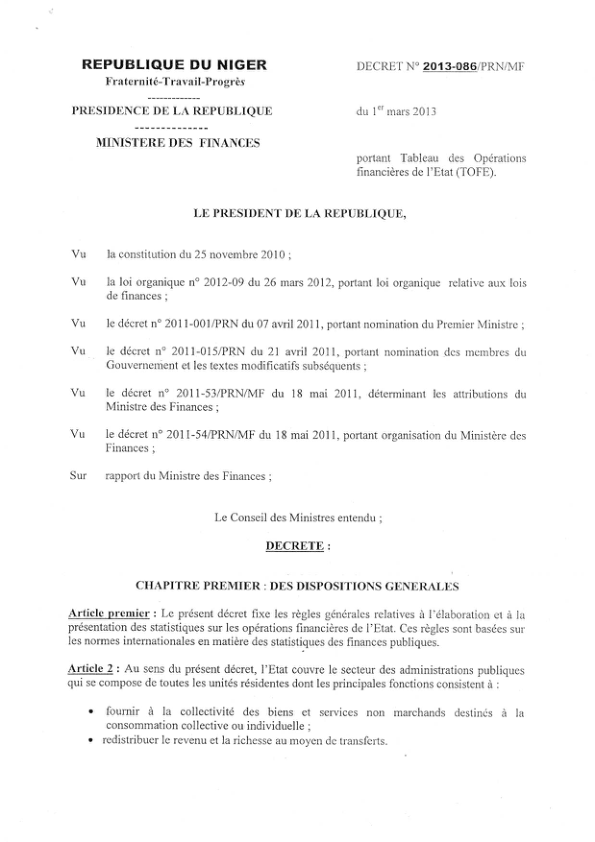 REPUBLIQUE DU NIGER
Fraternité-Travail-Progrès
-------------
PRESIDENCE DE LA REPUBLIQUE
--------------
MINISTERE DES FINANCES
DECRET N° 2013-086/PRN/MF
du 1er mars 2013
portant Tableau des Opérations
financières de l'Etat (TOFE).
LE PRESIDENT DE LA REPUBLIQUE,
Vu la constitution du 25 novembre 2010 ;
Vu la loi organique n° 2012-09 du 26 mars 2012, portant loi organique relative aux lois
de finances ;
Vu le décret n° 2011-001/PRN du 07 avril 2011, portant nomination du Premier Ministre ;
Vu le décret n° 2011-015/PRN du 21 avril 2011, portant nomination des membres du
Gouvernement et les textes modificatifs subséquents ;
Vu le décret n° 2011-53/PRN/MF du 18 mai 2011, déterminant les attributions du
Ministre des Finances ;
Vu le décret n° 2011-54/PRN/MF du 18 mai 2011, portant organisation du Ministère des
Finances ;
Sur rapport du Ministre des Finances ;
Le Conseil des Ministres entendu ;
DECRETE :
CHAPITRE PREMIER : DES DISPOSITIONS GENERALES
Article premier : Le présent décret fixe les règles générales relatives à l'élaboration et à la
présentation des statistiques sur les opérations financières de l'Etat. Ces règles sont basées sur
les normes internationales en matière des statistiques des finances publiques.
Article 2 : Au sens du présent décret, l'Etat couvre le secteur des administrations publiques
qui se compose de toutes les unités résidentes dont les principales fonctions consistent à :
• fournir à la collectivité des biens et services non marchands destinés à la
consommation collective ou individuelle ;
• redistribuer le revenu et la richesse au moyen de transferts.